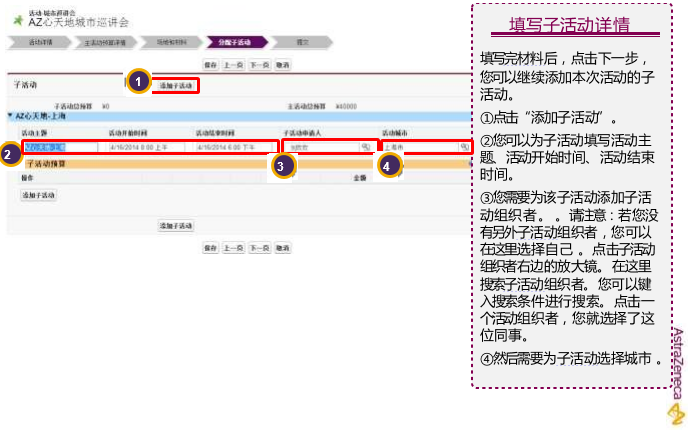 活动-城市巡讲会
AZ心天地城市巡讲会
活动详情
主活动预算详情
场地和材料
分配子活动
提交
保存 上一页 下一页 取消
子活动
1
添加子活动
子活动总预算 ¥0
主活动总预算 ¥40000
AZ心天地-上海
活动主题
活动开始时间
活动结束时间
子活动申请人
活动城市
2
AZ心天地-上海
4/16/2014 8:00 上午
4/16/2014 6:00 下午
上海市
3
4
子活动预算
操作
金额
添加子活动
添加子活动
保存 上一页 下一页 取消
填写子活动详情
填写完材料后，点击下一步，
您可以继续添加本次活动的子
活动。
①点击“添加子活动”。
②您可以为子活动填写活动主
题、活动开始时间、活动结束
时间。
③您需要为该子活动添加子活
动组织者。。请注意：若您没
有另外子活动组织者，您可以
在这里选择自己 。点击子活动
组织者右边的放大镜。在这里
搜索子活动组织者。您可以键
入搜索条件进行搜索。点击一
个活动组织者，您就选择了这
位同事。
④然后需要为子活动选择城市 。
AstraZeneca